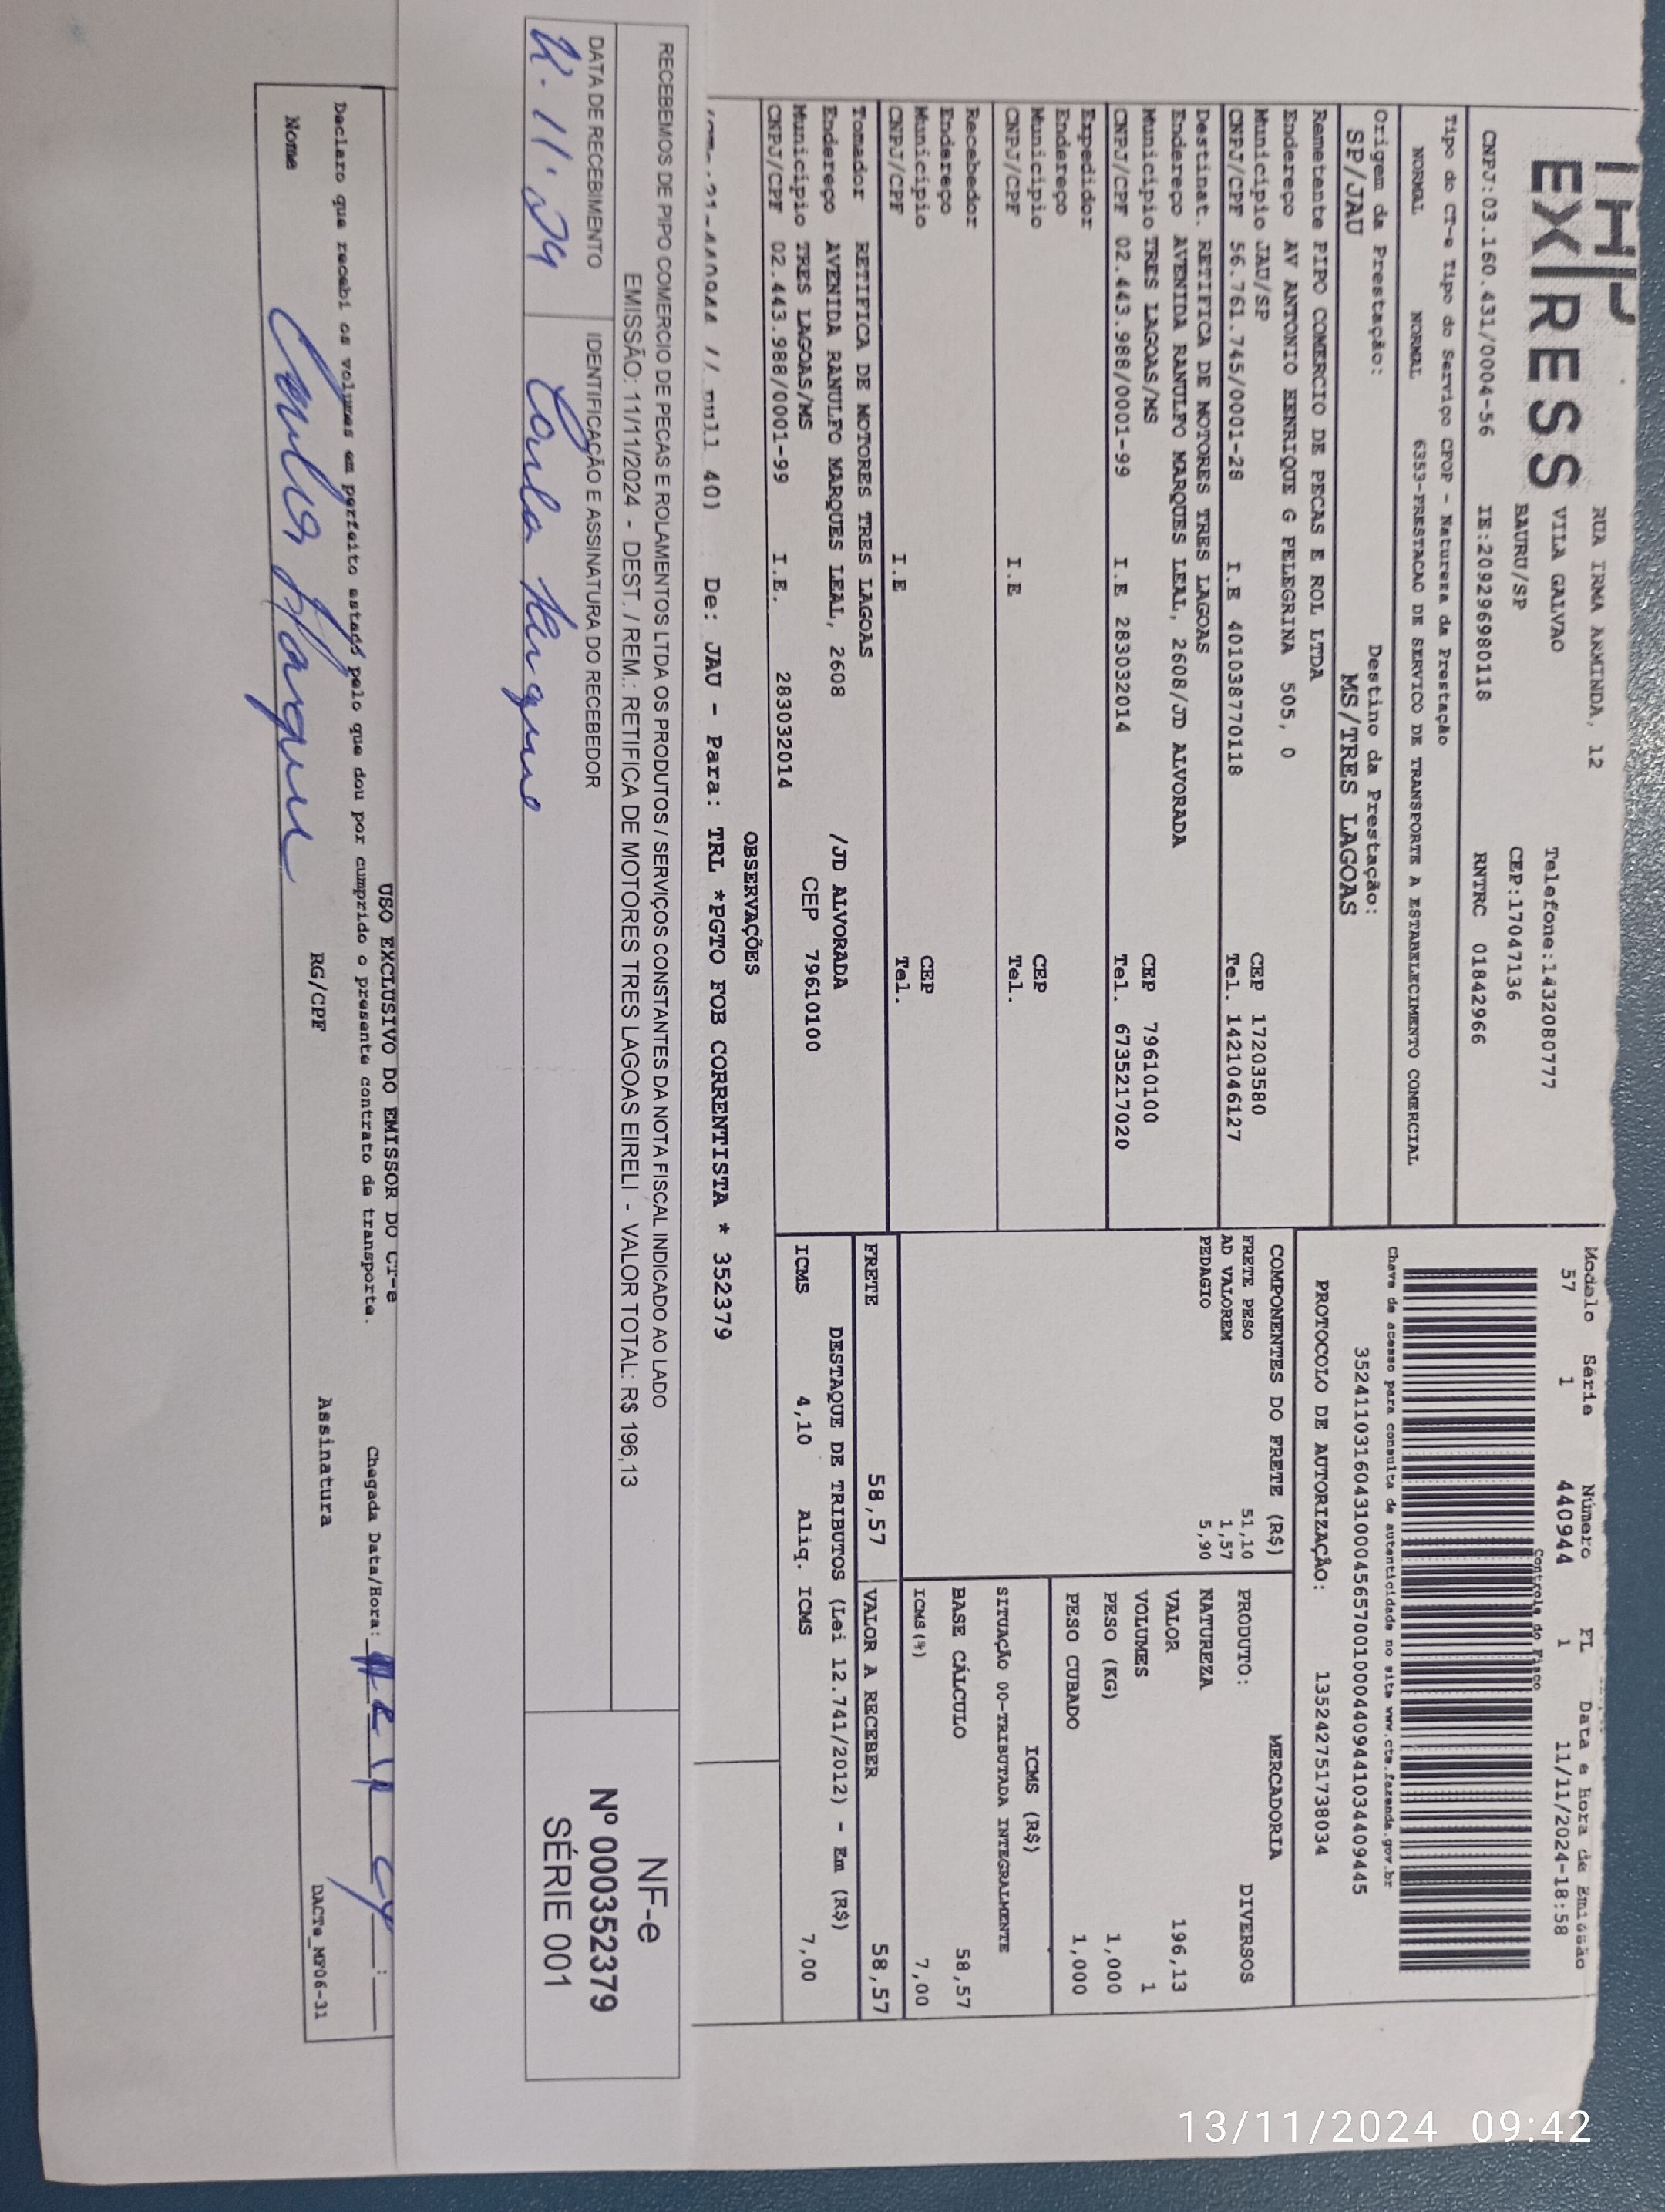 EXPRESS
RUA IRMA ARMINDA, 12
VILA GALVAO
Telefone:1432080777
BAURU/SP
CEP:17047136
CNPJ:03.160.431/0004-56 IE:209296980118 RNTRC 01842966
Tipo do CT-e Tipo do Serviço CFOP - Natureza da Prestação
NORMAL NORMAL 6353-PRESTACAO DE SERVICO DE TRANSPORTE A ESTABELECIMENTO COMERCIAL
Origem da Prestação: Destino da Prestação:
SP/JAU MS/TRES LAGOAS
Remetente PIPO COMERCIO DE PECAS E ROL LTDA
Endereço AV ANTONIO HENRIQUE G PELEGRINA 505, 0
Municipio JAU/SP CEP 17203580
CNPJ/CPF 56.761.745/0001-28 I.E 401038770118 Tel. 1421046127
Destinat. RETIFICA DE MOTORES TRES LAGOAS
Endereço AVENIDA RANULFO MARQUES LEAL, 2608/JD ALVORADA
Municipio TRES LAGOAS/MS CEP 79610100
CNPJ/CPF 02.443.988/0001-99 I.E 283032014 Tel. 6735217020
Expedidor
Endereço
Municipio CEP
CNPJ/CPF I.E Tel.
Recebedor
Endereço
Municipio CEP
CNPJ/CPF I.E Tel.
Tomador RETIFICA DE MOTORES TRES LAGOAS
Endereço AVENIDA RANULFO MARQUES LEAL, 2608 /JD ALVORADA
Municipio TRES LAGOAS/MS CEP 79610100
CNPJ/CPF 02.443.988/0001-99 I.E. 283032014
Modelo Série Número FL Data e Hora de Emissão
57 1 440944 1 11/11/2024-18:58
Controle do Fisco
Chave de acesso para consulta de autenticidade no site www.cte.fazenda.gov.br
35241103160431000456570010004409441034409445
PROTOCOLO DE AUTORIZAÇÃO: 135242751738034
COMPONENTES DO FRETE (R$)
FRETE PESO 51,10
AD VALOREM 1,57
PEDAGIO 5,90
MERCADORIA
PRODUTO: DIVERSOS
NATUREZA
VALOR 196,13
VOLUMES 1
PESO (KG) 1,000
PESO CUBADO 1,000
ICMS (R$)
SITUAÇÃO 00-TRIBUTADA INTEGRALMENTE
BASE CÁLCULO 58,57
ICMS(%) 7,00
FRETE 58,57 VALOR A RECEBER 58,57
DESTAQUE DE TRIBUTOS (Lei 12.741/2012) - Em (R$)
ICMS 4,10 Aliq. ICMS 7,00
OBSERVAÇÕES
40) De: JAU - Para: TRL *PGTO FOB CORRENTISTA * 352379
RECEBEMOS DE PIPO COMERCIO DE PECAS E ROLAMENTOS LTDA OS PRODUTOS / SERVIÇOS CONSTANTES DA NOTA FISCAL INDICADO AO LADO
EMISSÃO: 11/11/2024 - DEST. / REM.: RETIFICA DE MOTORES TRES LAGOAS EIRELI - VALOR TOTAL: R$ 196,13
DATA DE RECEBIMENTO IDENTIFICAÇÃO E ASSINATURA DO RECEBEDOR
NF-e
Nº 000352379
SÉRIE 001
USO EXCLUSIVO DO EMISSOR DO CT-e
Declaro que recebi os volumes em perfeito estado pelo que dou por cumprido o presente contrato de transporte. Chegada Data/Hora:
Nome RG/CPF Assinatura
DACTe_MF06-31
13/11/2024 09:42